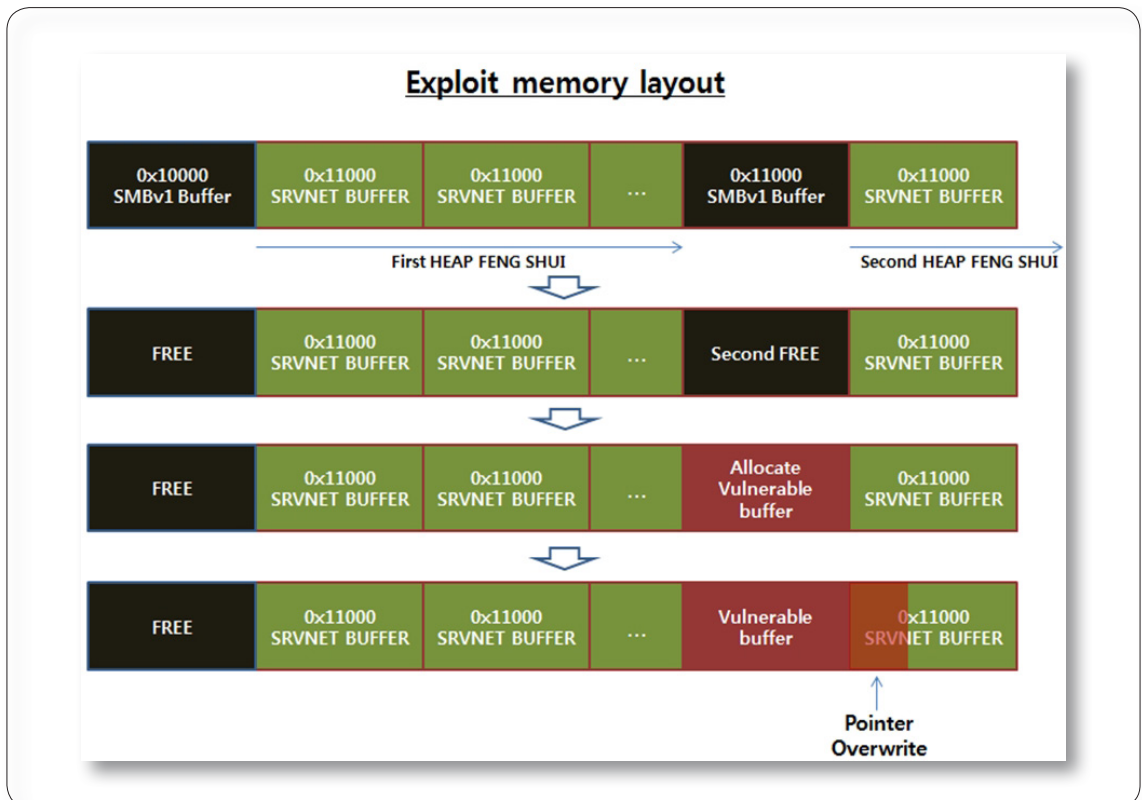 Exploit memory layout
0x10000
SMBv1 Buffer
0x11000
SRVNET BUFFER
0x11000
SRVNET BUFFER
...
0x11000
SMBv1 Buffer
0x11000
SRVNET BUFFER
First HEAP FENG SHUI
Second HEAP FENG SHUI
FREE
0x11000
SRVNET BUFFER
0x11000
SRVNET BUFFER
...
Second FREE
0x11000
SRVNET BUFFER
FREE
0x11000
SRVNET BUFFER
0x11000
SRVNET BUFFER
...
Allocate
Vulnerable
buffer
0x11000
SRVNET BUFFER
FREE
0x11000
SRVNET BUFFER
0x11000
SRVNET BUFFER
...
Vulnerable
buffer
0x11000
SRVNET BUFFER
Pointer
Overwrite